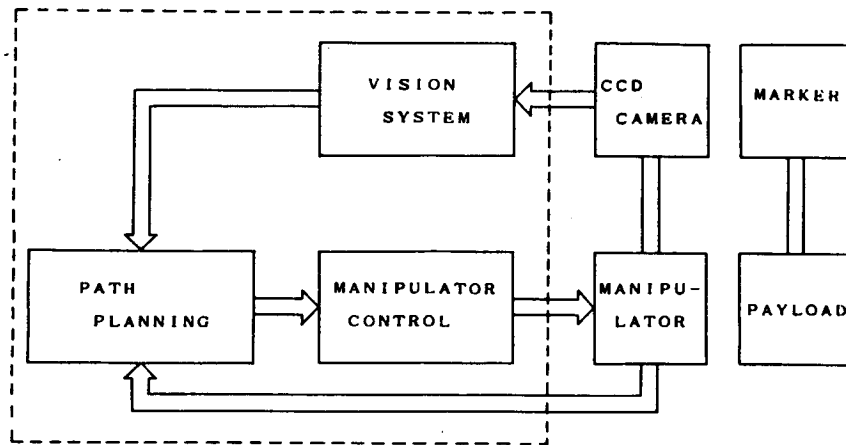 VISION
SYSTEM
CCD
CAMERA
MARKER
PATH
PLANNING
MANIPULATOR
CONTROL
MANIPU-
LATOR
PAYLOAD